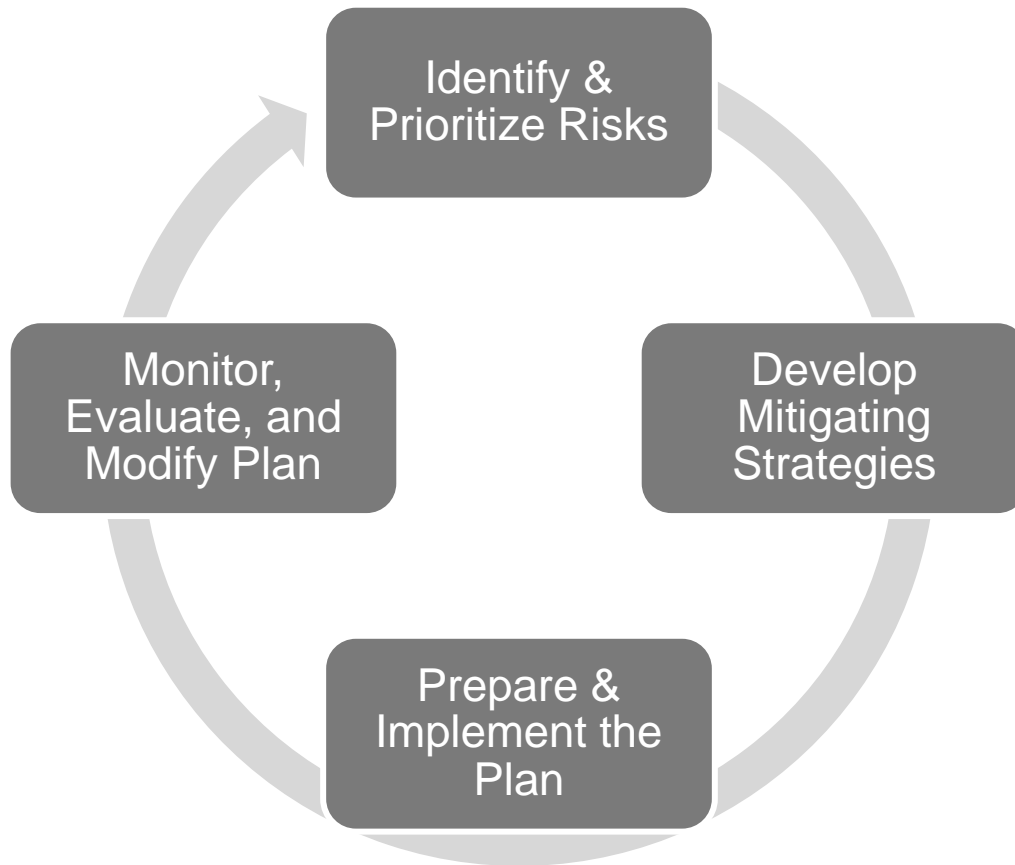 Identify &
Prioritize Risks
Develop
Mitigating
Strategies
Prepare &
Implement the
Plan
Monitor,
Evaluate, and
Modify Plan